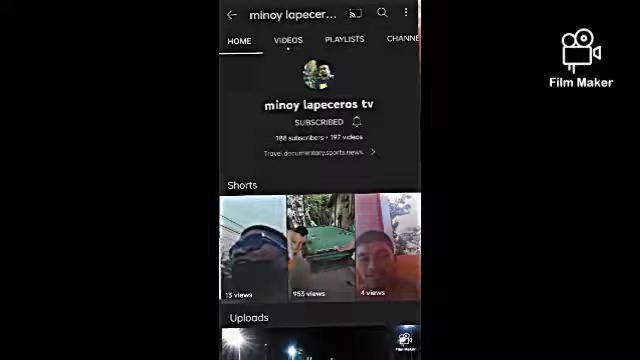 minoy lapecer...
HOME VIDEOS PLAYLISTS CHANNE
Film Maker
minoy lapeceros tv
SUBSCRIBED
188 subscribers • 197 videos
Travel.documentary.sports.news
Shorts
13 views 953 views 4 views
Uploads
Film Maker